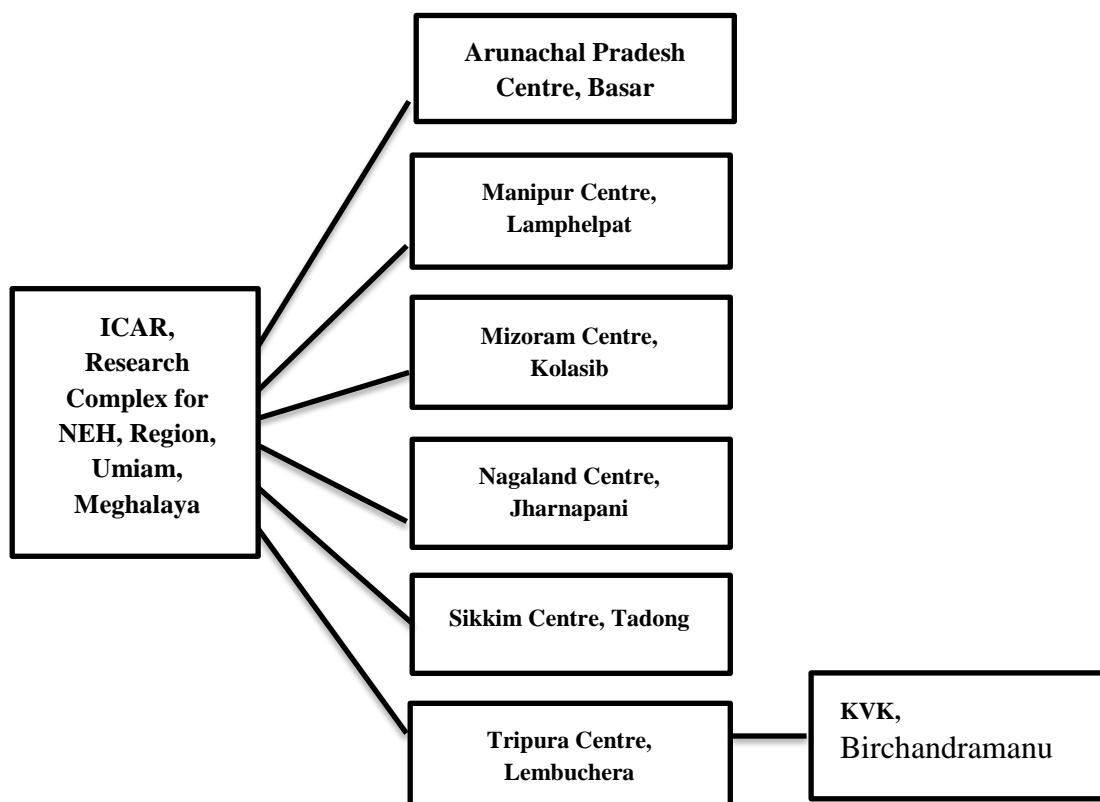 Arunachal Pradesh
Centre, Basar
Manipur Centre,
Lamphelpat
ICAR,
Research
Complex for
NEH, Region,
Umiam,
Meghalaya
Mizoram Centre,
Kolasib
Nagaland Centre,
Jharnapani
Sikkim Centre, Tadong
Tripura Centre,
Lembuchera
KVK,
Birchandramanu